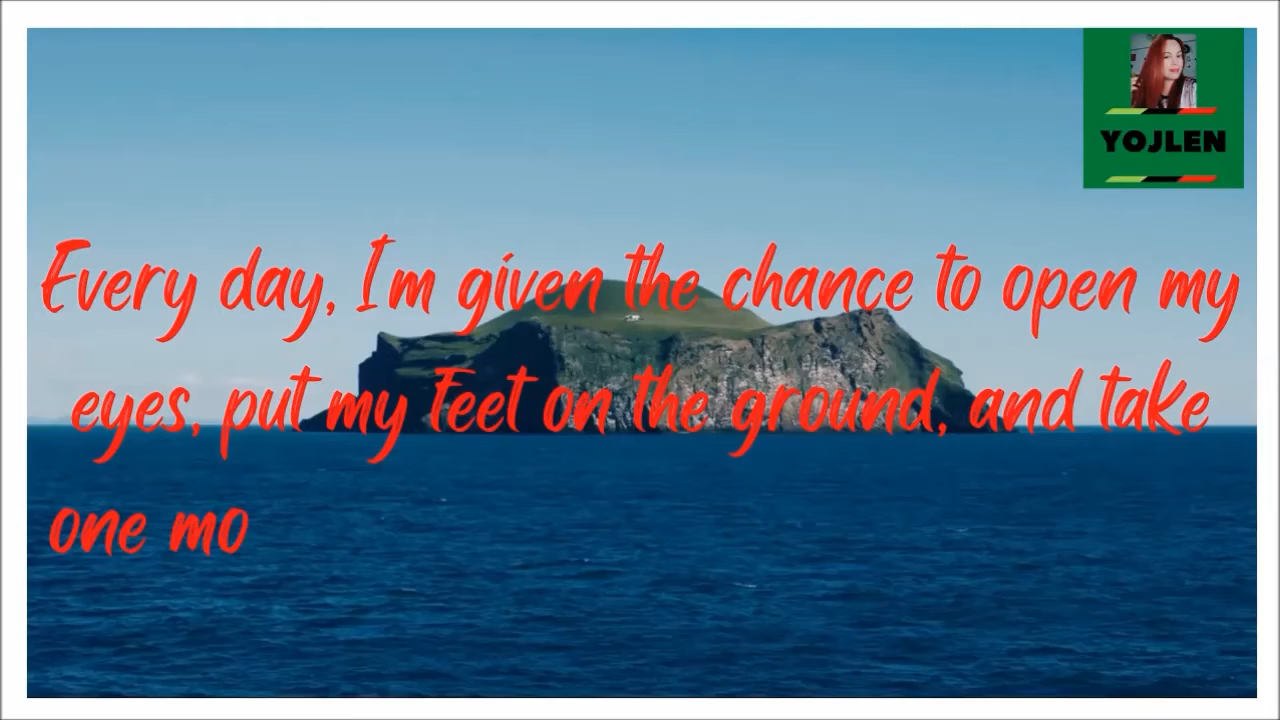 YOJLEN
Every day, I'm given the chance to open my
eyes, put my feet on the ground, and take
one mo